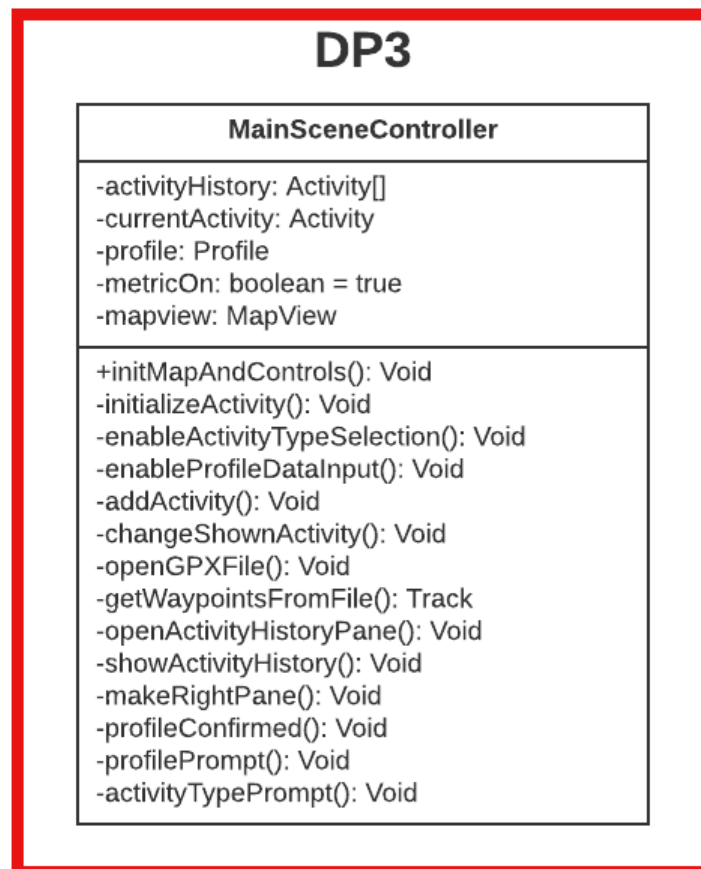 DP3
MainSceneController
-activityHistory: Activity[]
-currentActivity: Activity
-profile: Profile
-metricOn: boolean = true
-mapview: MapView
+initMapAndControls(): Void
-initializeActivity(): Void
-enableActivityTypeSelection(): Void
-enableProfileDataInput(): Void
-addActivity(): Void
-changeShownActivity(): Void
-openGPXFile(): Void
-getWaypointsFromFile(): Track
-openActivityHistoryPane(): Void
-showActivityHistory(): Void
-makeRightPane(): Void
-profileConfirmed(): Void
-profilePrompt(): Void
-activityTypePrompt(): Void